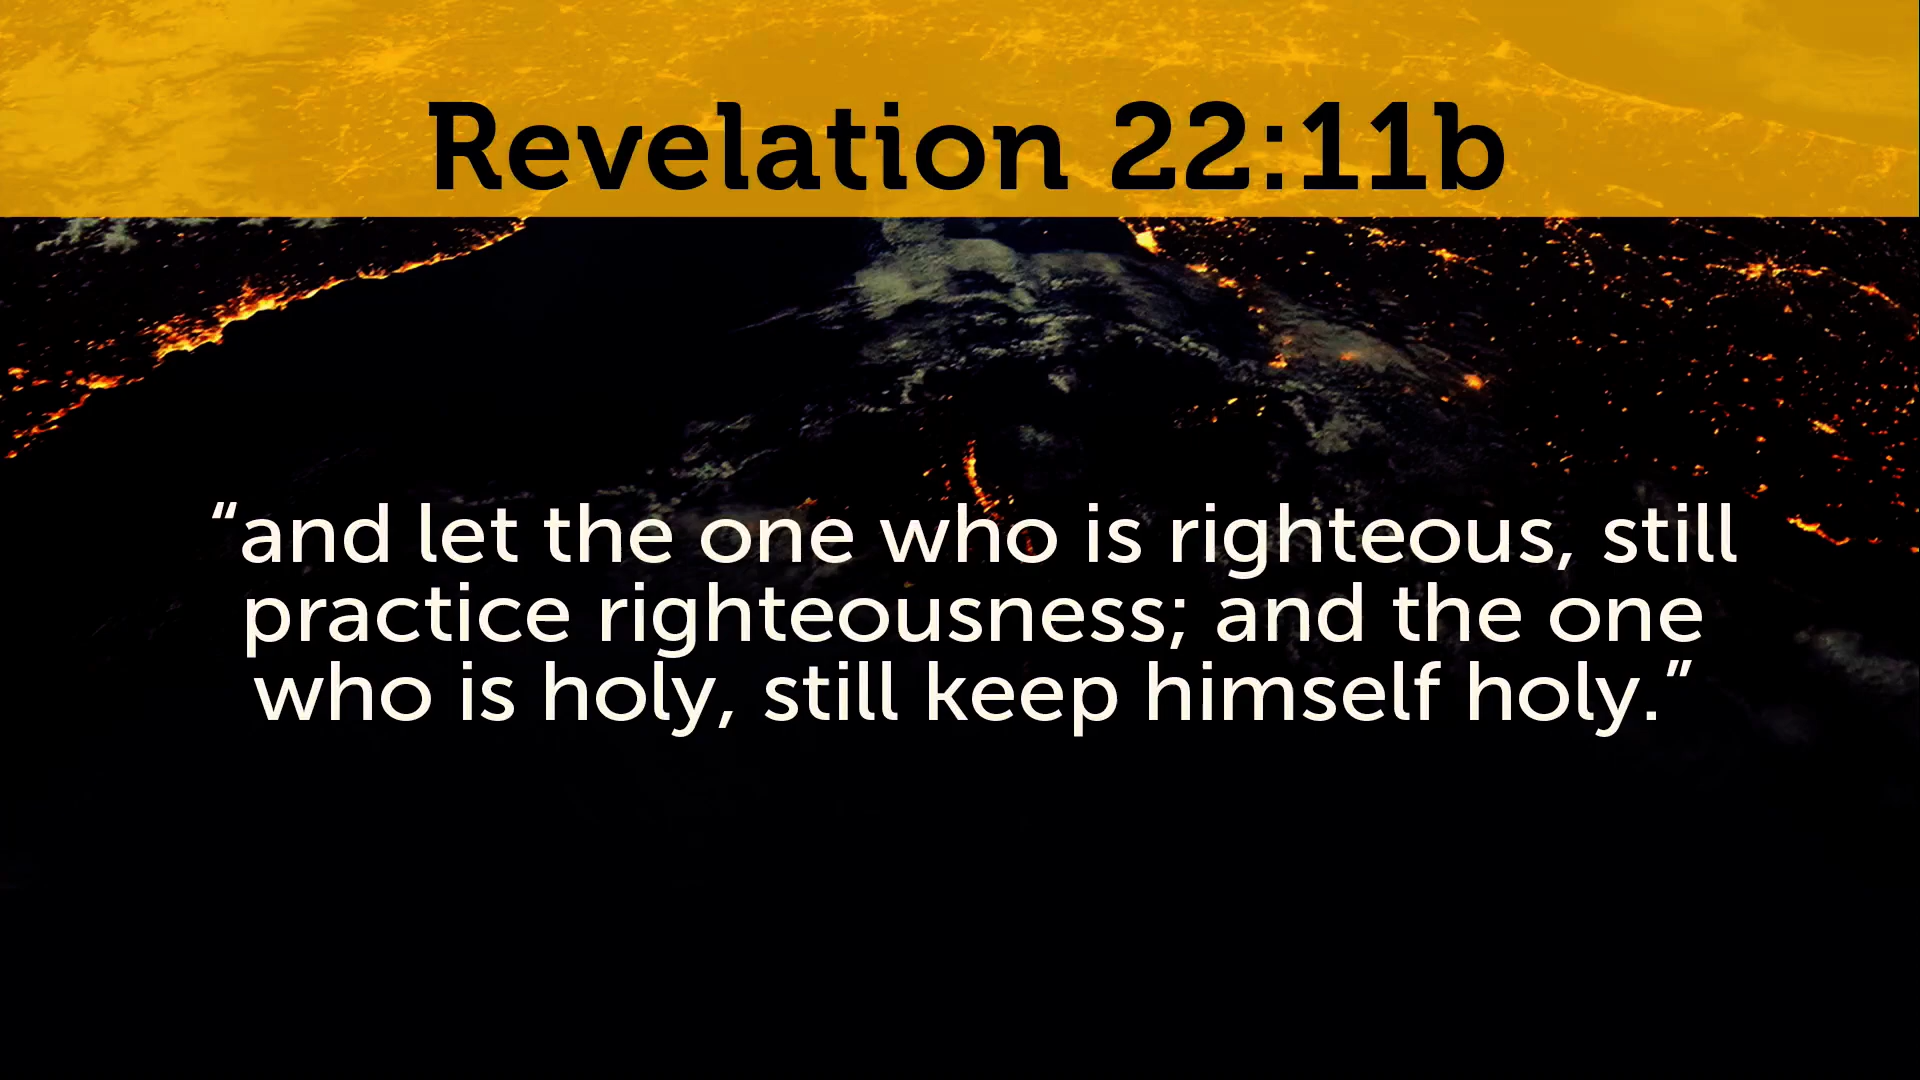 Revelation 22:11b
“and let the one who is righteous, still
practice righteousness; and the one
who is holy, still keep himself holy.”